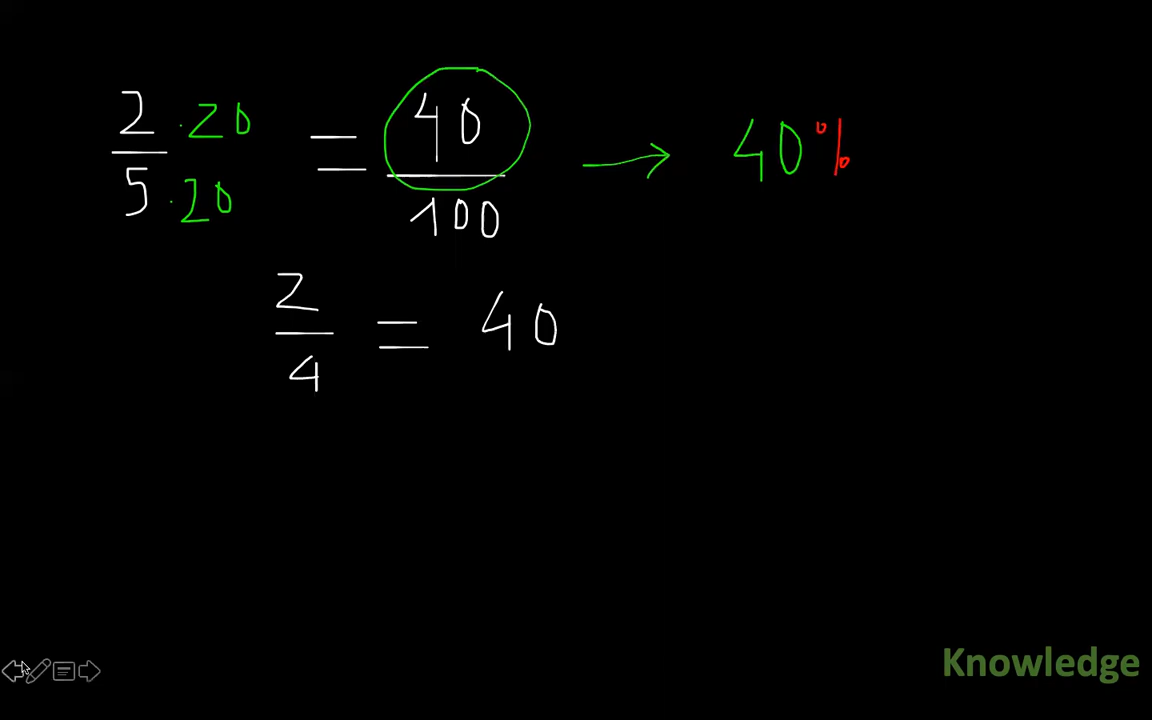 2 · 20 = 40 → 40%
5 · 20 100
2 = 40
4
Knowledge